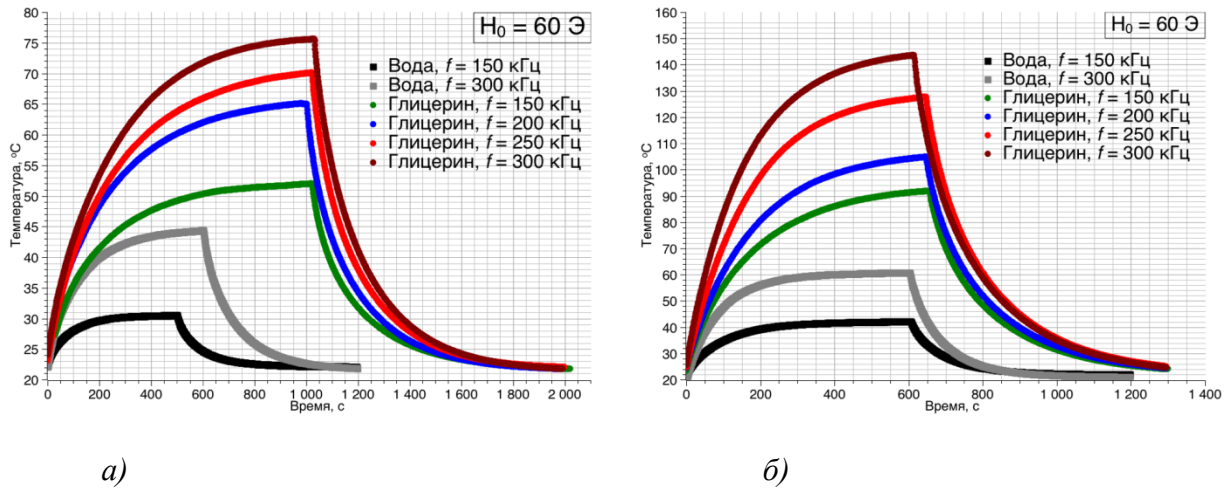 H₀ = 60 Э
Вода, f = 150 кГц
Вода, f = 300 кГц
Глицерин, f = 150 кГц
Глицерин, f = 200 кГц
Глицерин, f = 250 кГц
Глицерин, f = 300 кГц
Температура, °C
80
75
70
65
60
55
50
45
40
35
30
25
20
0
200
400
600
800
1 000
1 200
1 400
1 600
1 800
2 000
Время, с
а)
H₀ = 60 Э
Вода, f = 150 кГц
Вода, f = 300 кГц
Глицерин, f = 150 кГц
Глицерин, f = 200 кГц
Глицерин, f = 250 кГц
Глицерин, f = 300 кГц
Температура, °C
160
150
140
130
120
110
100
90
80
70
60
50
40
30
20
0
200
400
600
800
1 000
1 200
1 400
Время, с
б)